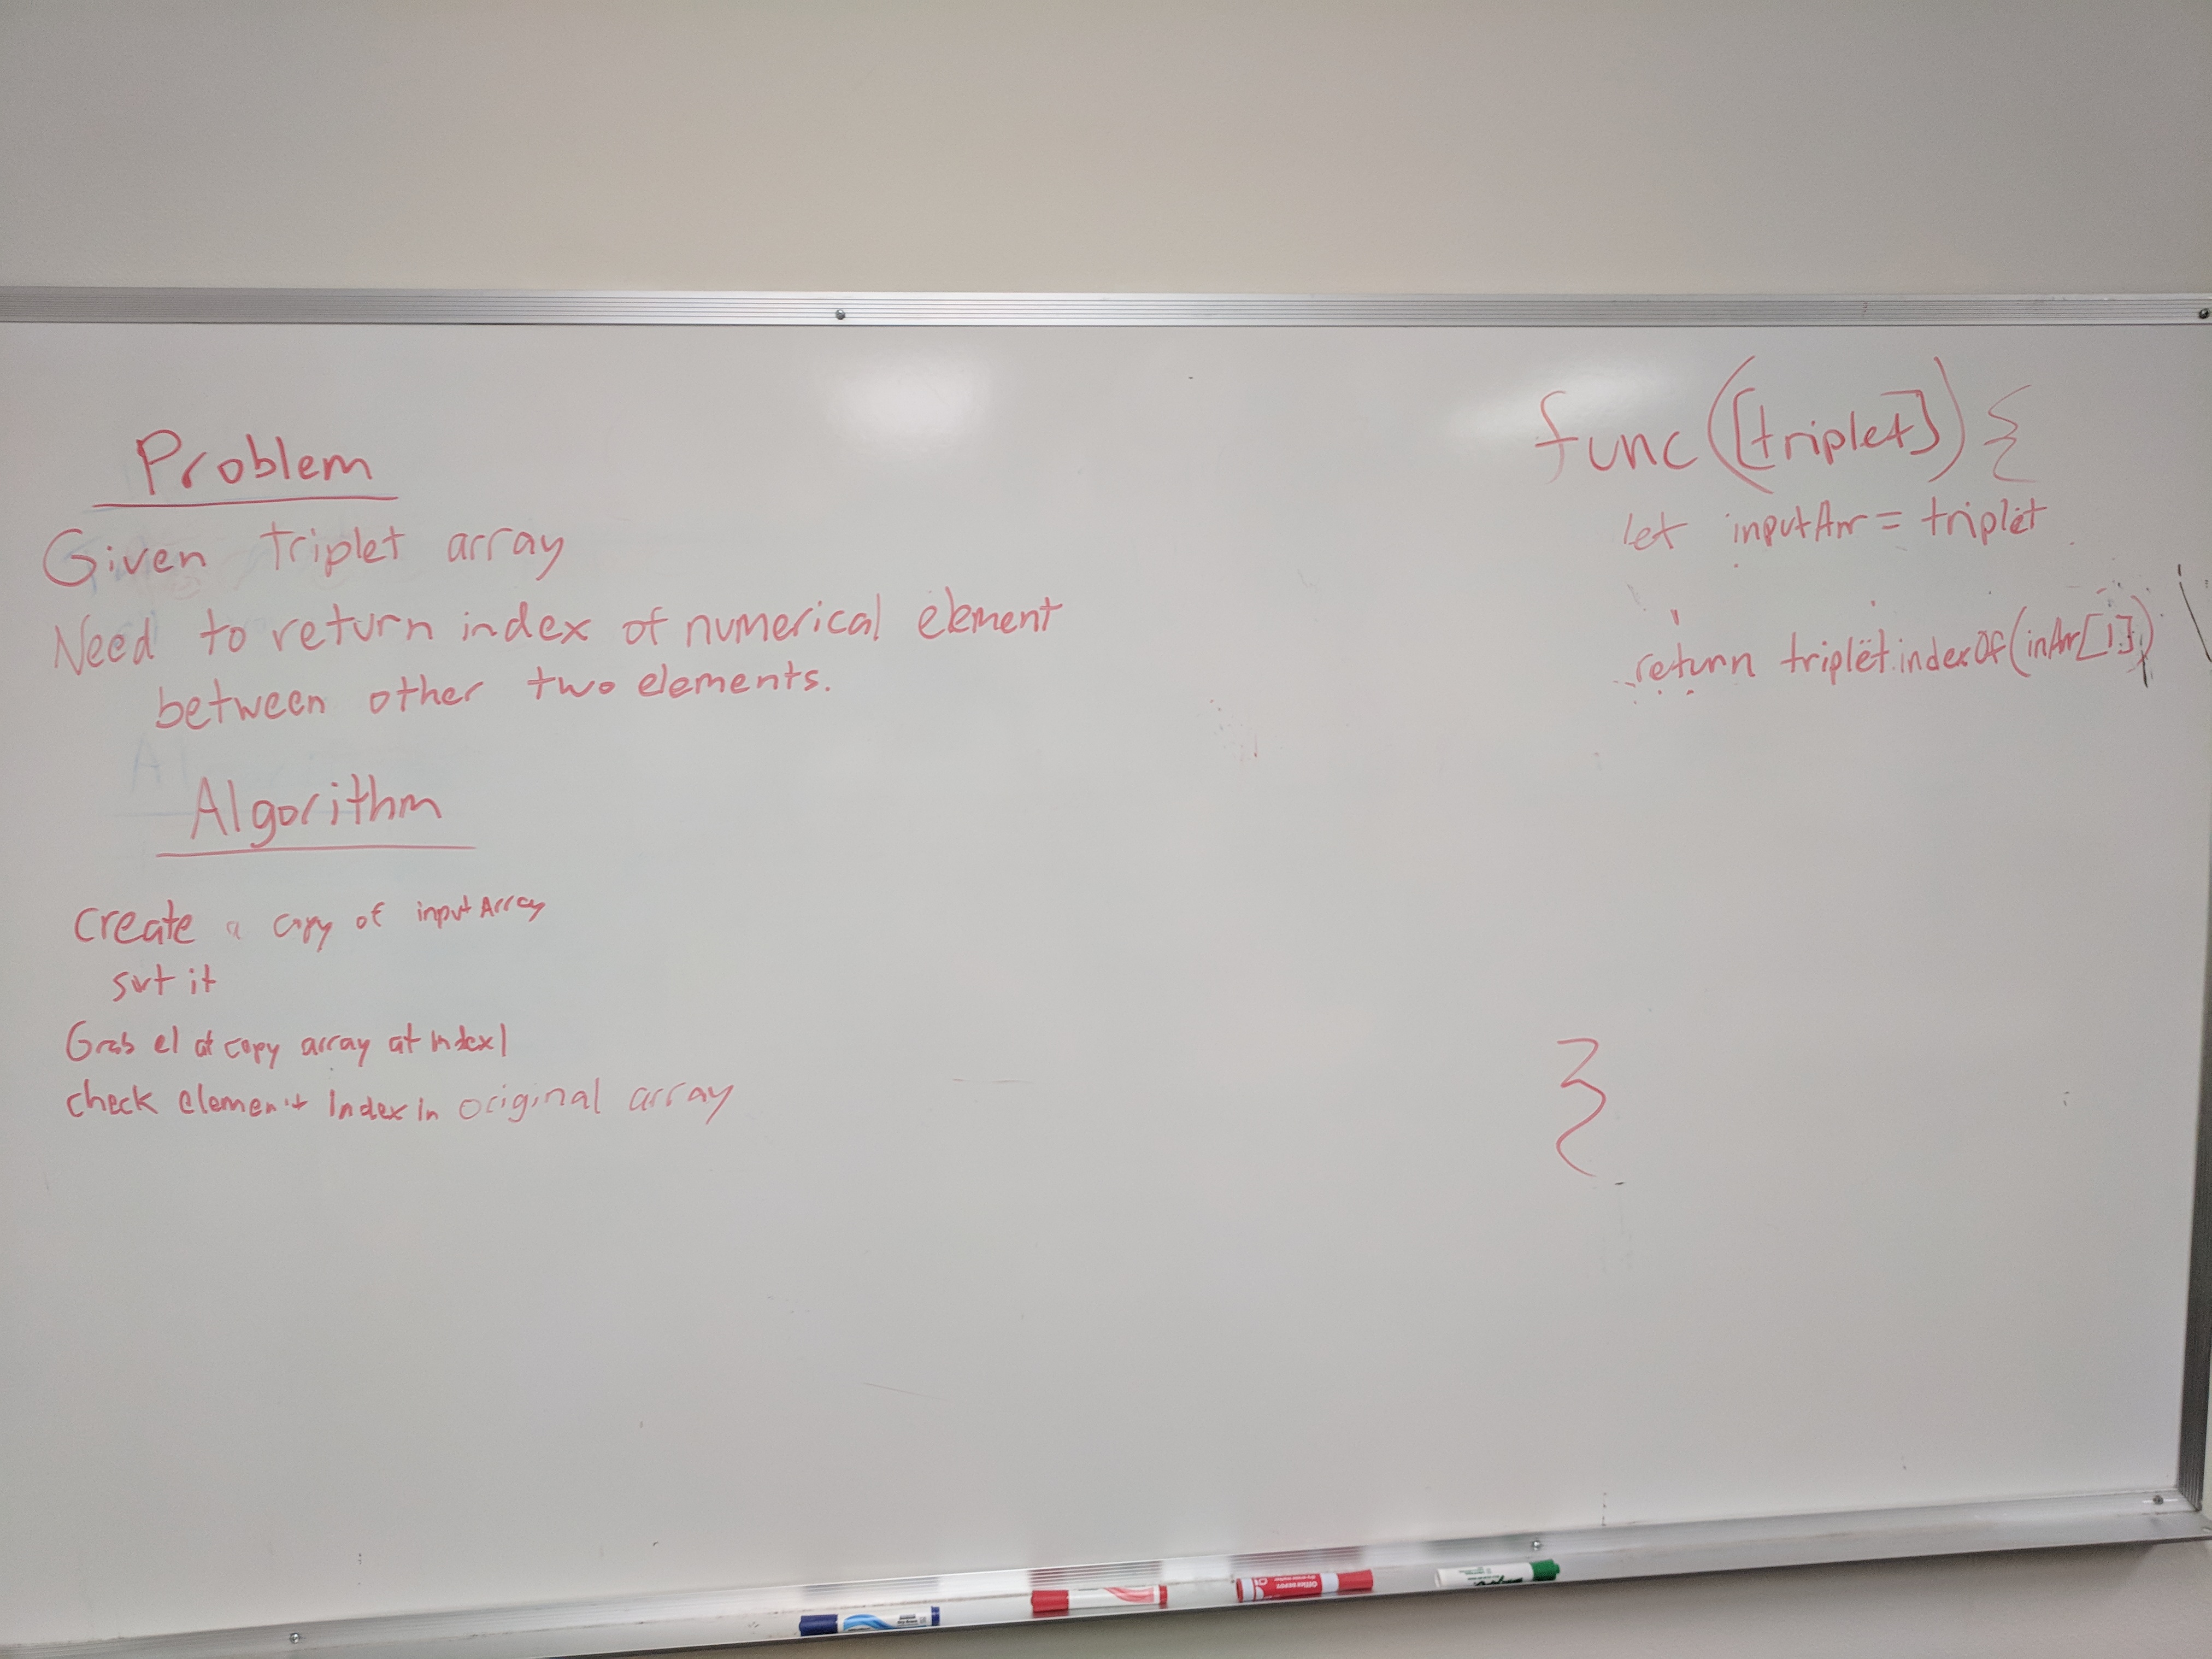 Problem
Given triplet array
Need to return index of numerical element
between other two elements.
Algorithm
Create a copy of inputArray
sort it
Grab el at copy array at index 1
check element index in original array
func([triplet]) {
let inputArr = triplet
return triplet.indexOf(inArr[1])
}
OFFICE DEPOT